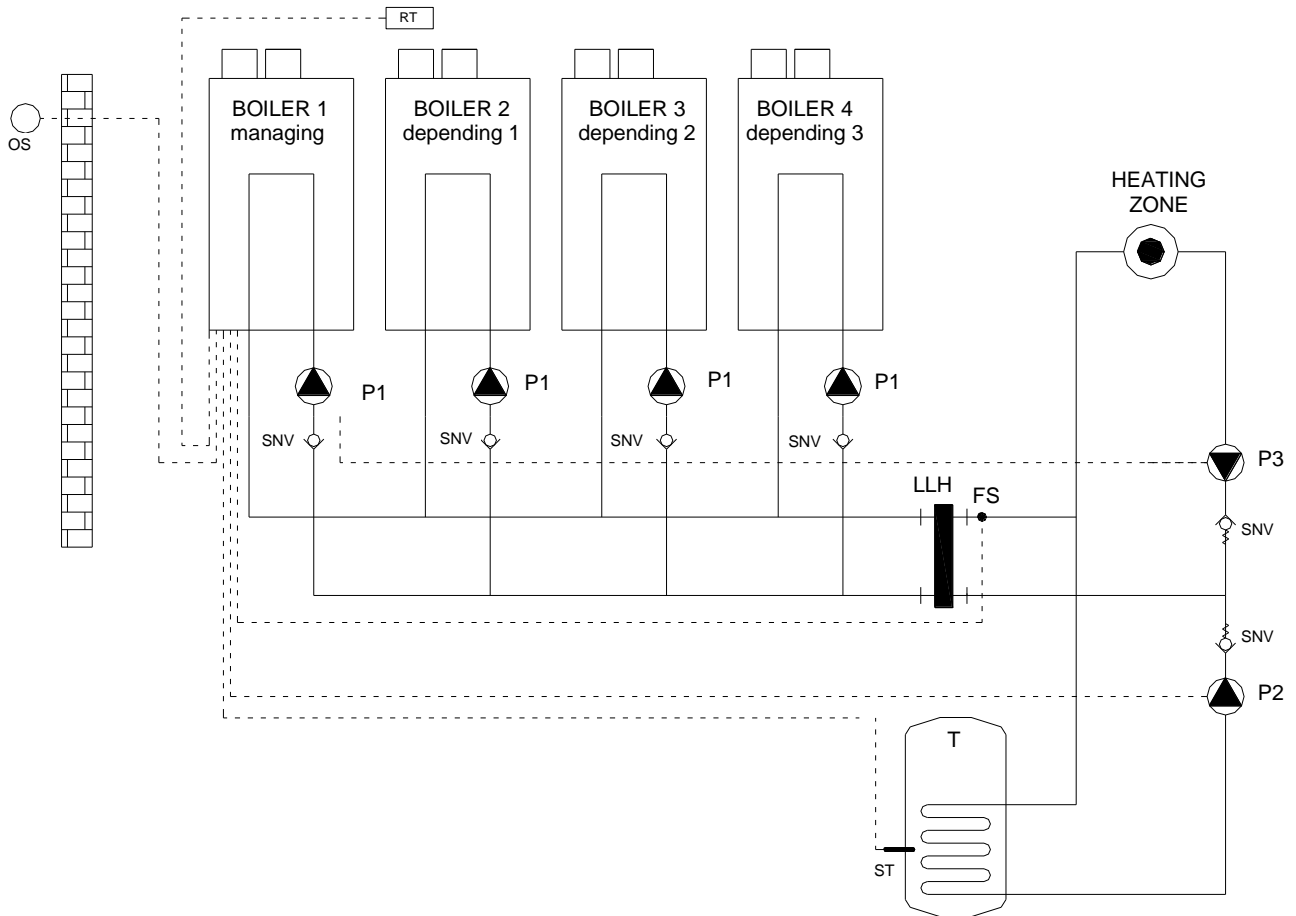 RT
OS
BOILER 1
managing
BOILER 2
depending 1
BOILER 3
depending 2
BOILER 4
depending 3
HEATING
ZONE
P1
P1
P1
P1
SNV
SNV
SNV
SNV
P3
LLH
FS
SNV
SNV
P2
T
ST